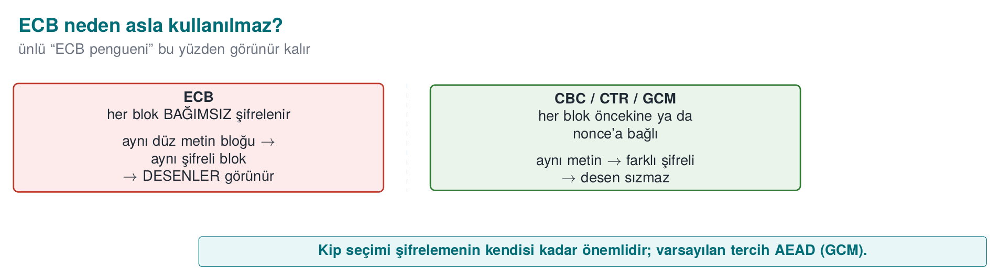 ECB neden asla kullanılmaz?
ünlü “ECB pengueni” bu yüzden görünür kalır
ECB
her blok BAĞIMSIZ şifrelenir
aynı düz metin bloğu →
aynı şifreli blok
→ DESENLER görünür
CBC / CTR / GCM
her blok öncekine ya da
nonce’a bağlı
aynı metin → farklı şifreli
→ desen sızmaz
Kip seçimi şifrelemenin kendisi kadar önemlidir; varsayılan tercih AEAD (GCM).